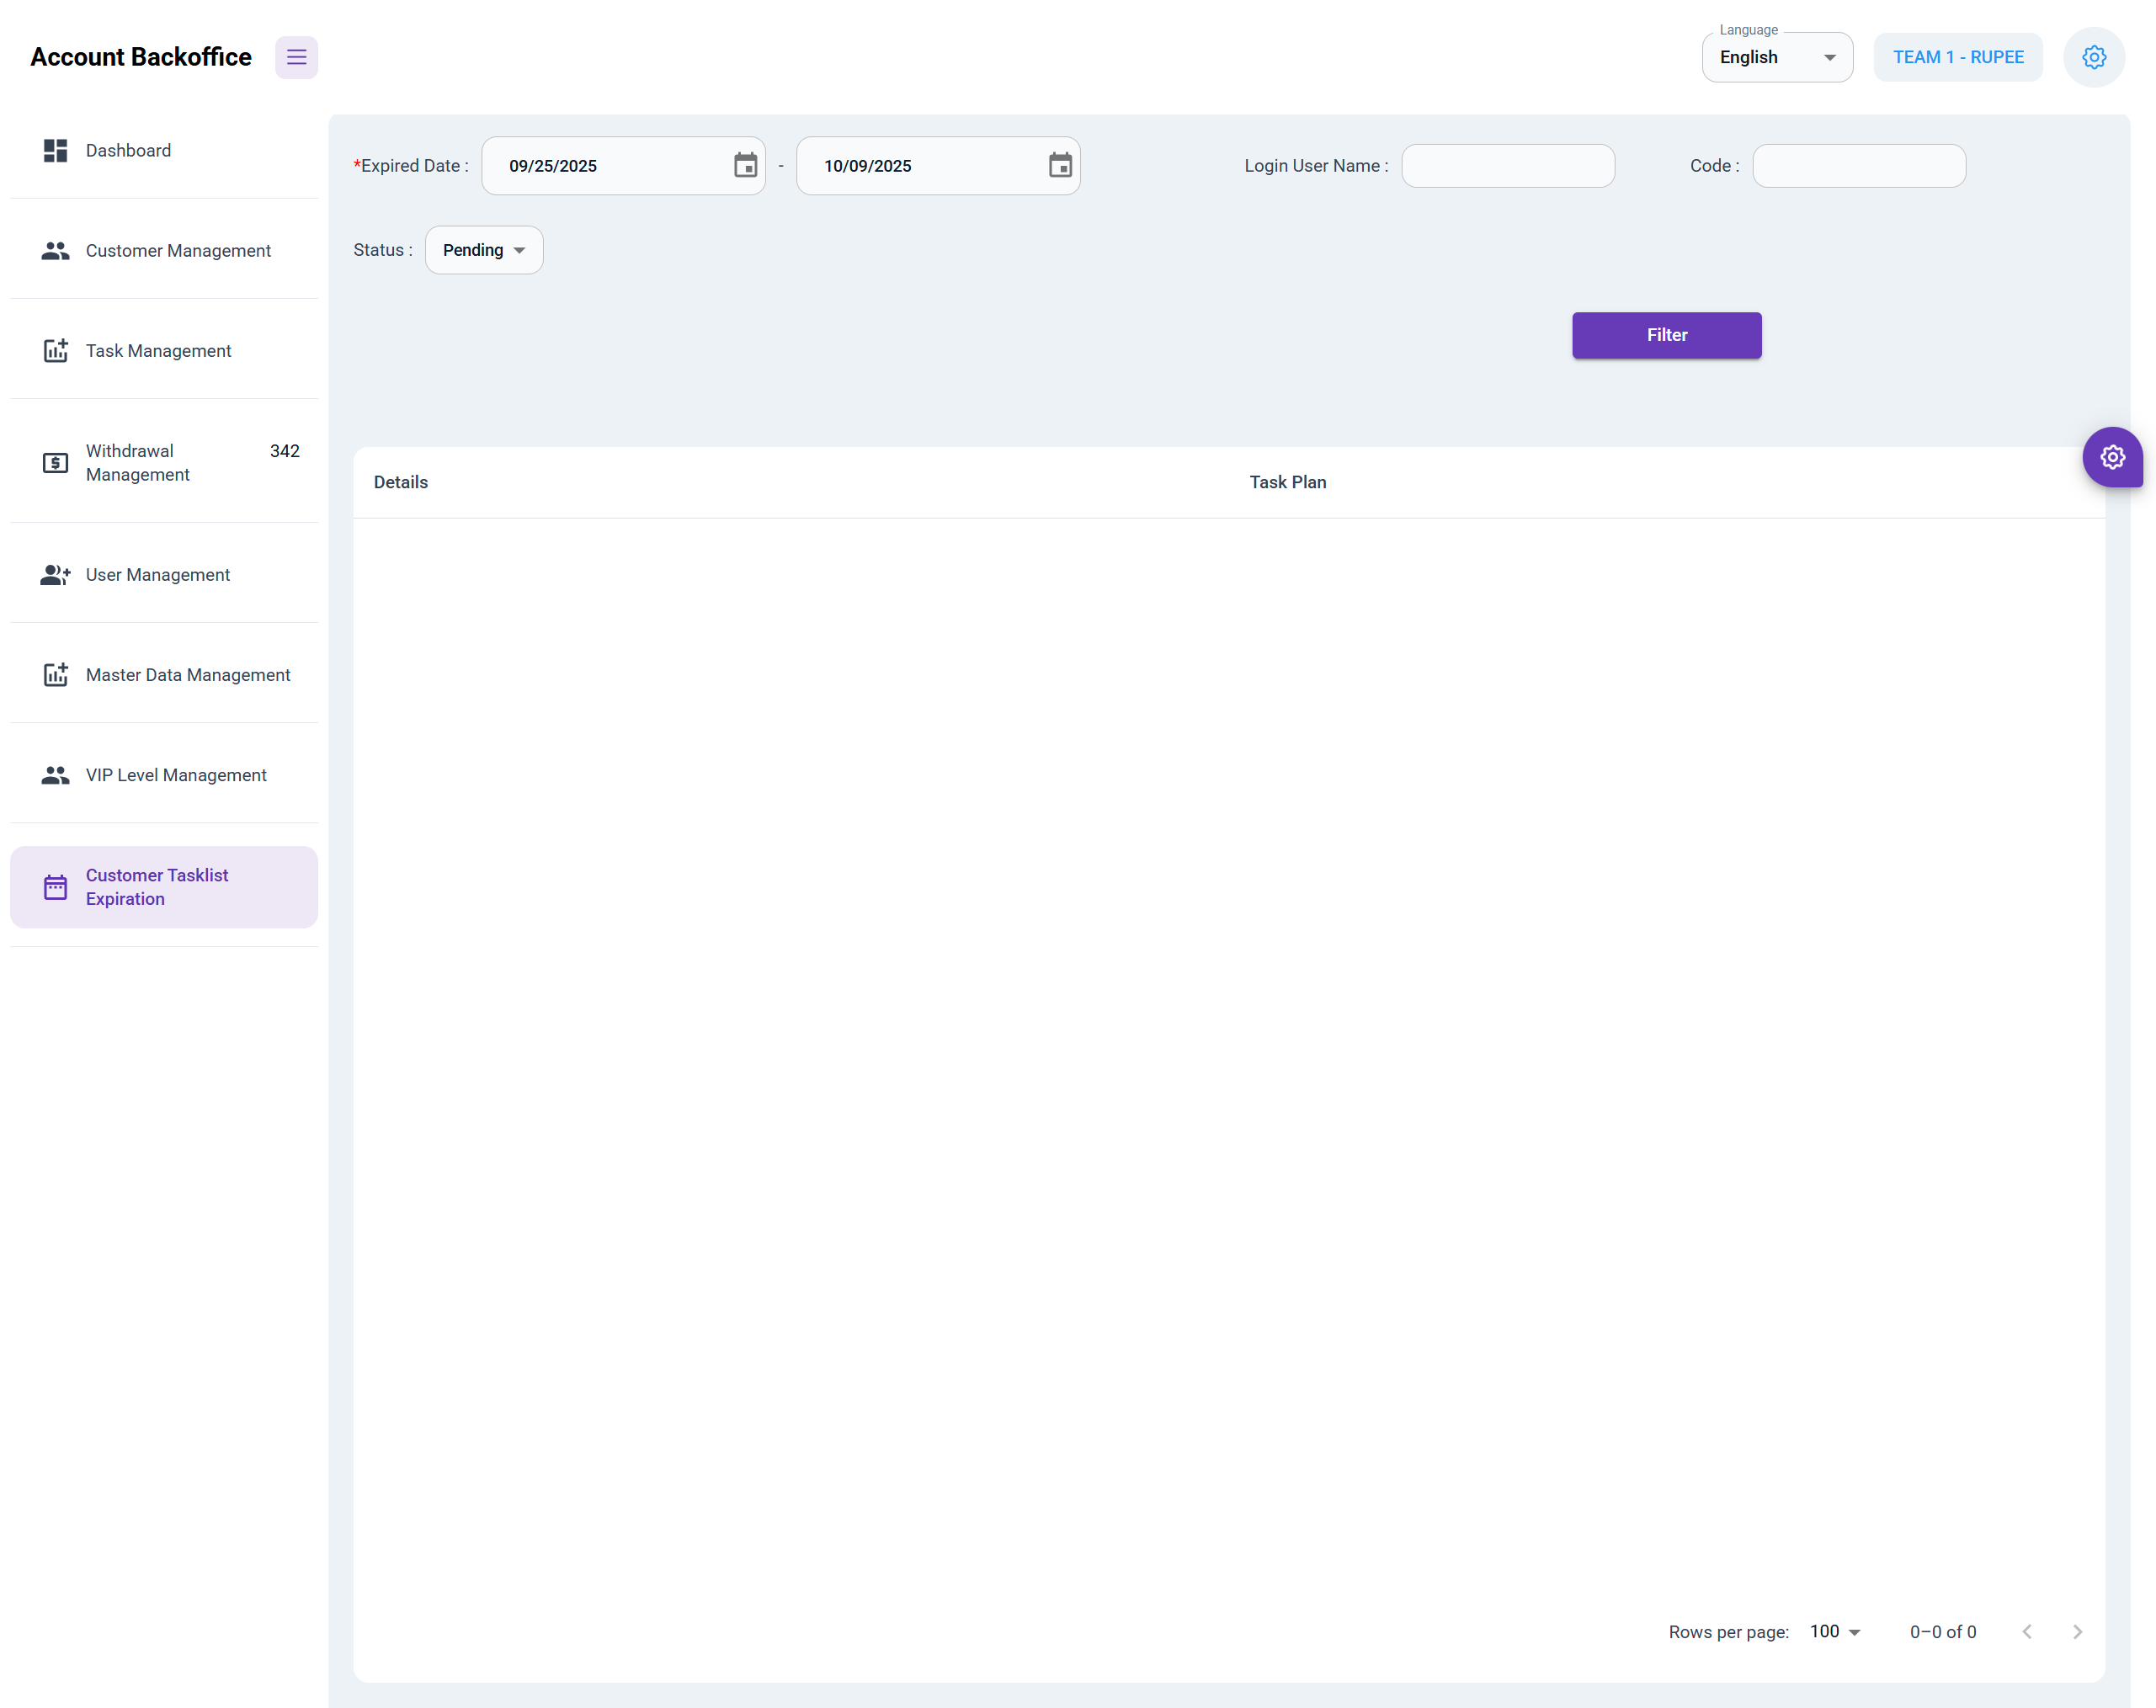 Account Backoffice
Language
English
TEAM 1 - RUPEE
Dashboard
Customer Management
Task Management
Withdrawal
Management
342
User Management
Master Data Management
VIP Level Management
Customer Tasklist
Expiration
*Expired Date : 09/25/2025 - 10/09/2025
Login User Name :
Code :
Status : Pending
Filter
Details
Task Plan
Rows per page: 100
0–0 of 0